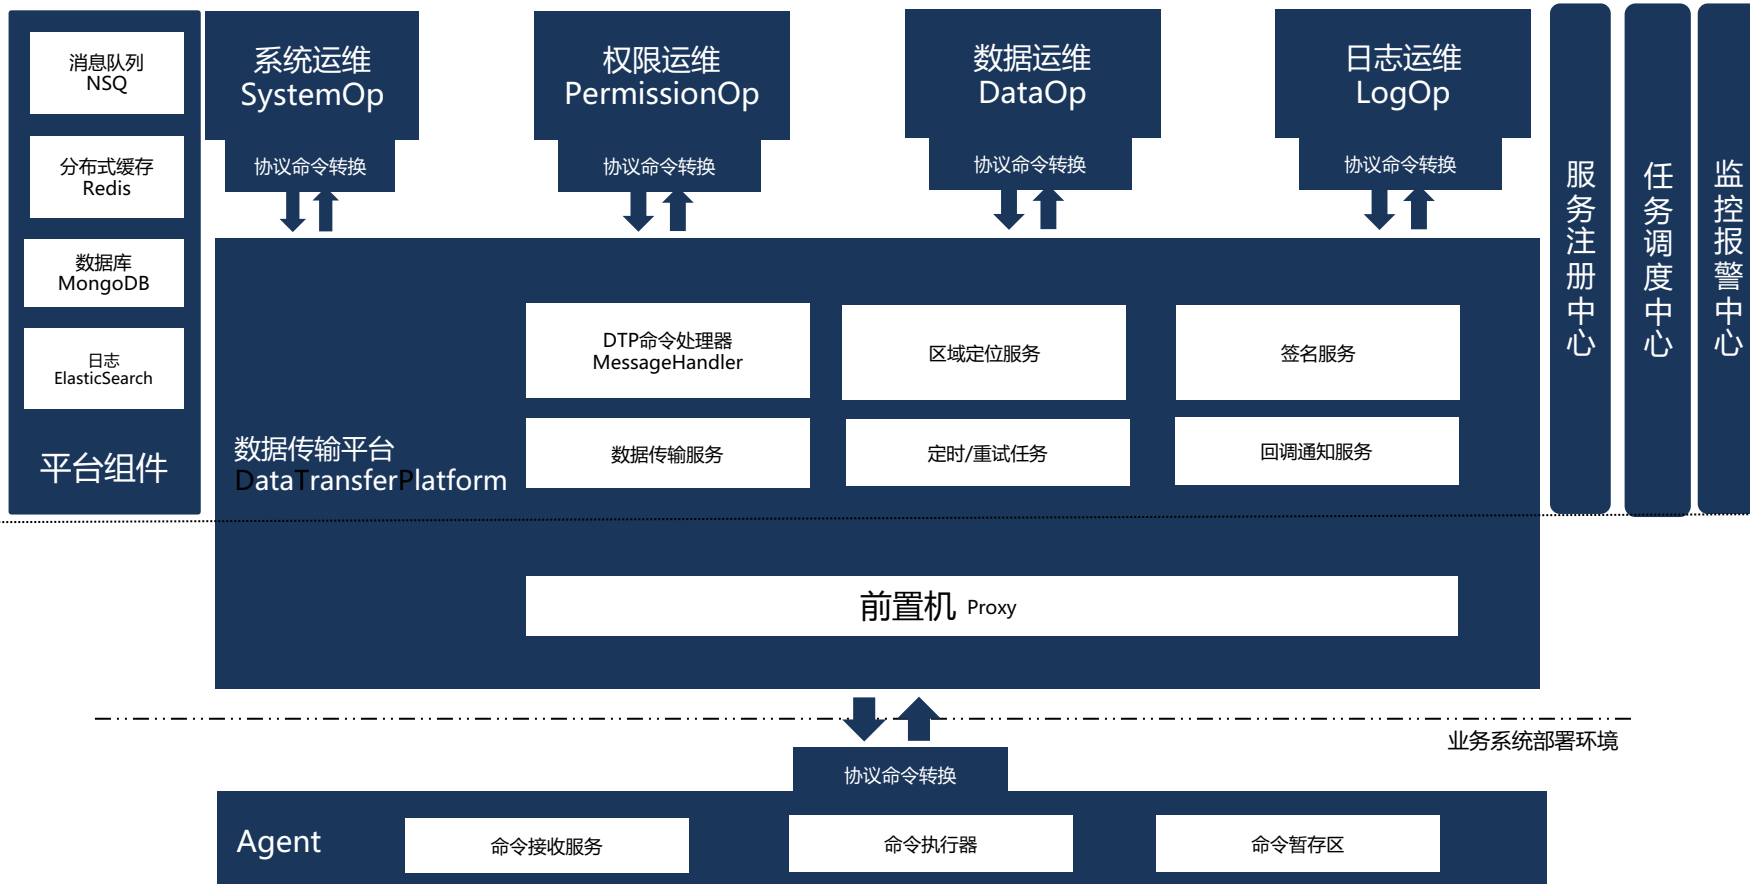 消息队列
NSQ
分布式缓存
Redis
数据库
MongoDB
日志
ElasticSearch
平台组件
系统运维
SystemOp
协议命令转换
权限运维
PermissionOp
协议命令转换
数据运维
DataOp
协议命令转换
日志运维
LogOp
协议命令转换
服务注册中心
任务调度中心
监控报警中心
数据传输平台
DataTransferPlatform
DTP命令处理器
MessageHandler
区域定位服务
签名服务
数据传输服务
定时/重试任务
回调通知服务
前置机 Proxy
业务系统部署环境
协议命令转换
Agent
命令接收服务
命令执行器
命令暂存区